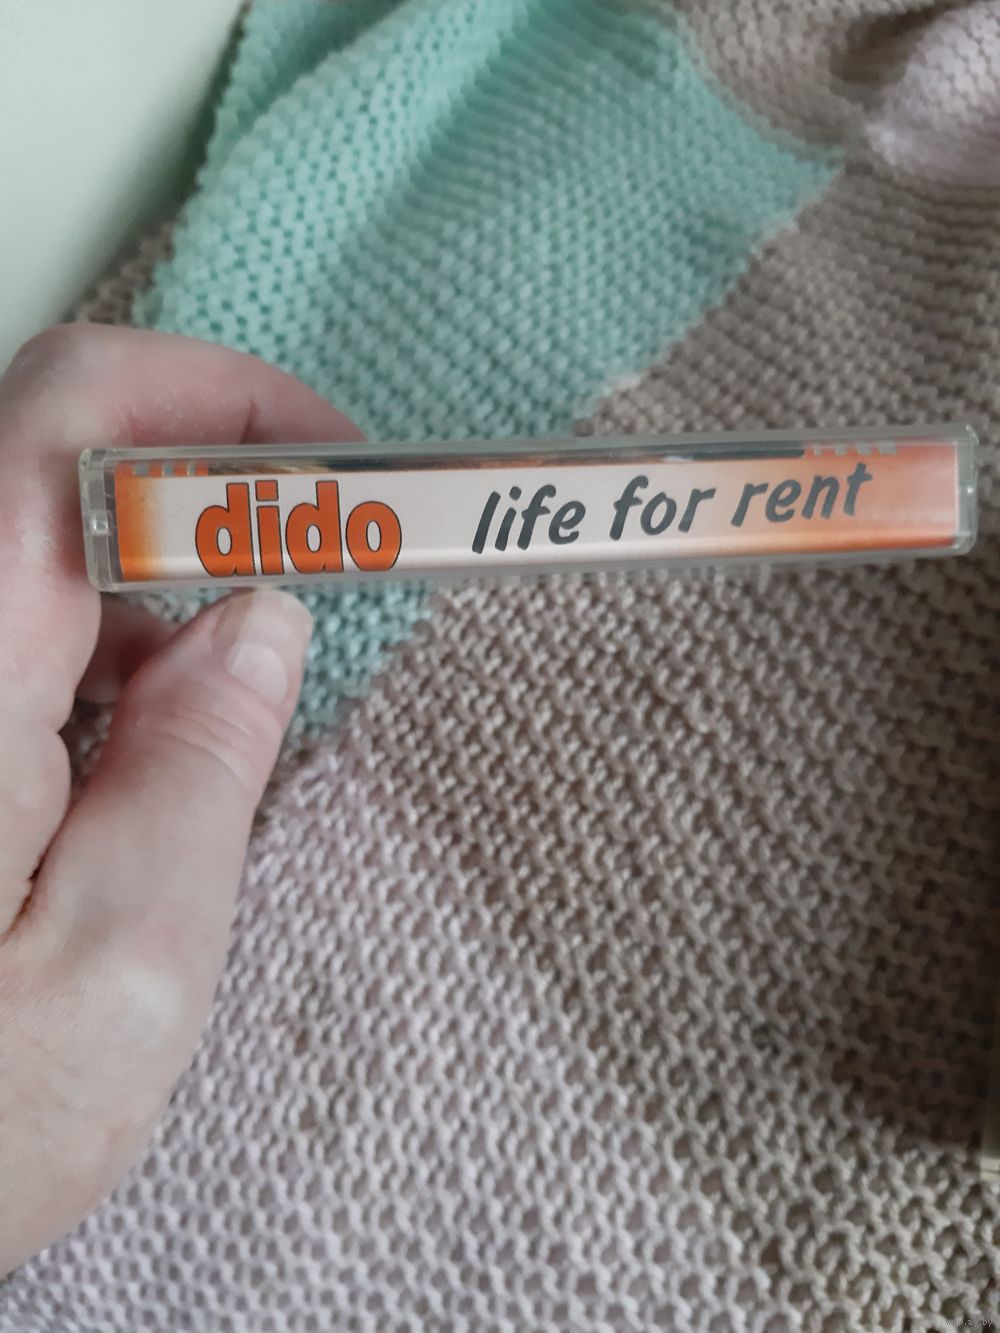 dido life for rent